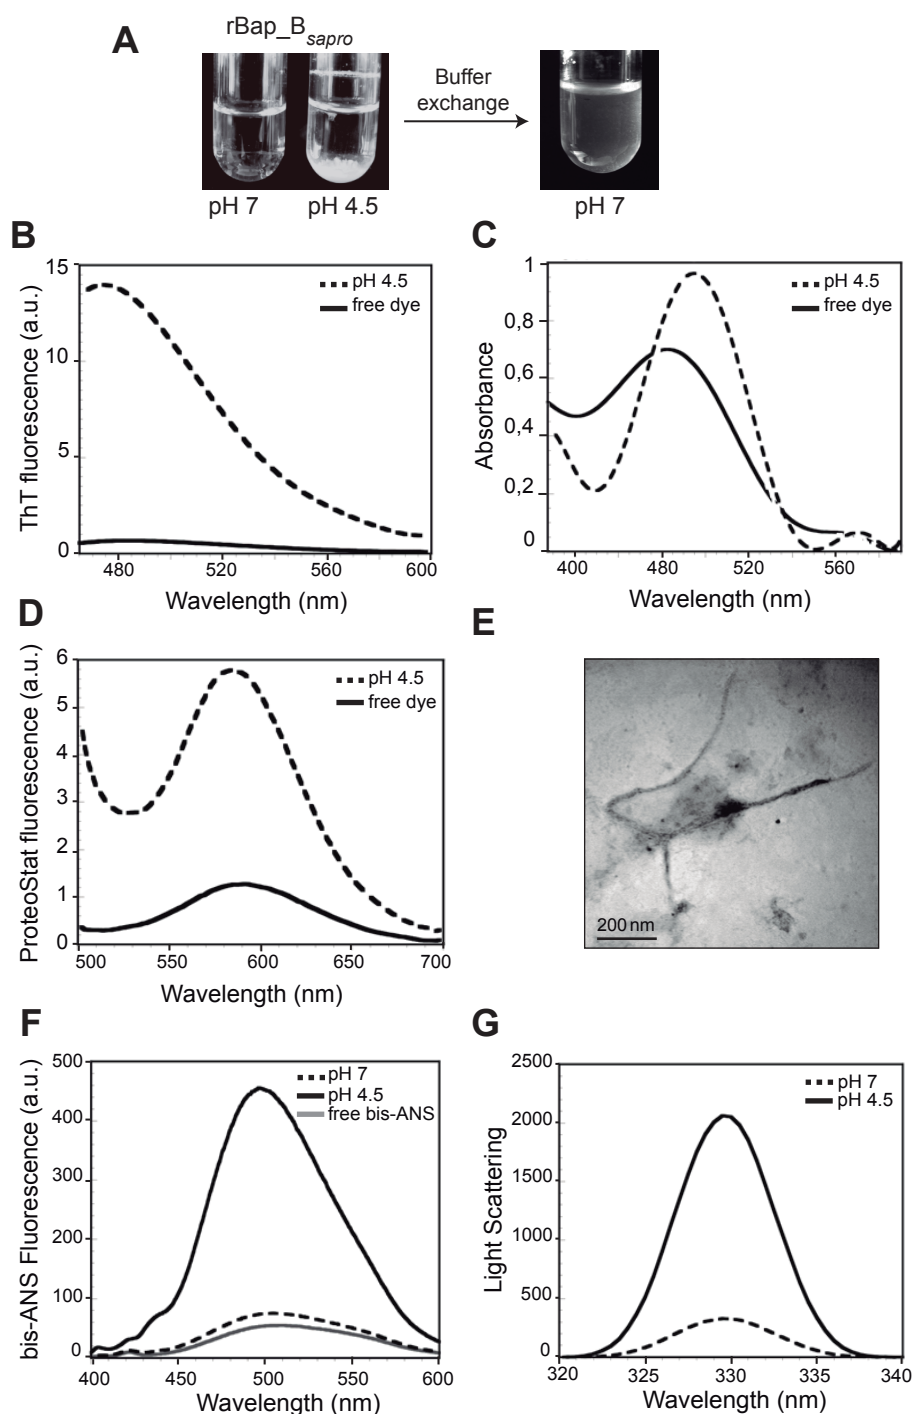 A
rBap_B sapro
Buffer
exchange
pH 7
pH 4.5
pH 7
B
ThT fluorescence (a.u.)
15
10
5
0
pH 4.5
free dye
480
520
560
600
Wavelength (nm)
C
Absorbance
1
0,8
0,6
0,4
0,2
0
pH 4.5
free dye
400
480
520
560
Wavelength (nm)
D
ProteoStat fluorescence (a.u.)
6
5
4
3
2
1
0
pH 4.5
free dye
500
550
600
650
700
Wavelength (nm)
E
200 nm
F
bis-ANS Fluorescence (a.u.)
500
400
300
200
100
0
pH 7
pH 4.5
free bis-ANS
400
450
500
550
600
Wavelength (nm)
G
Light Scattering
2500
2000
1500
1000
500
0
pH 7
pH 4.5
320
325
330
335
340
Wavelength (nm)